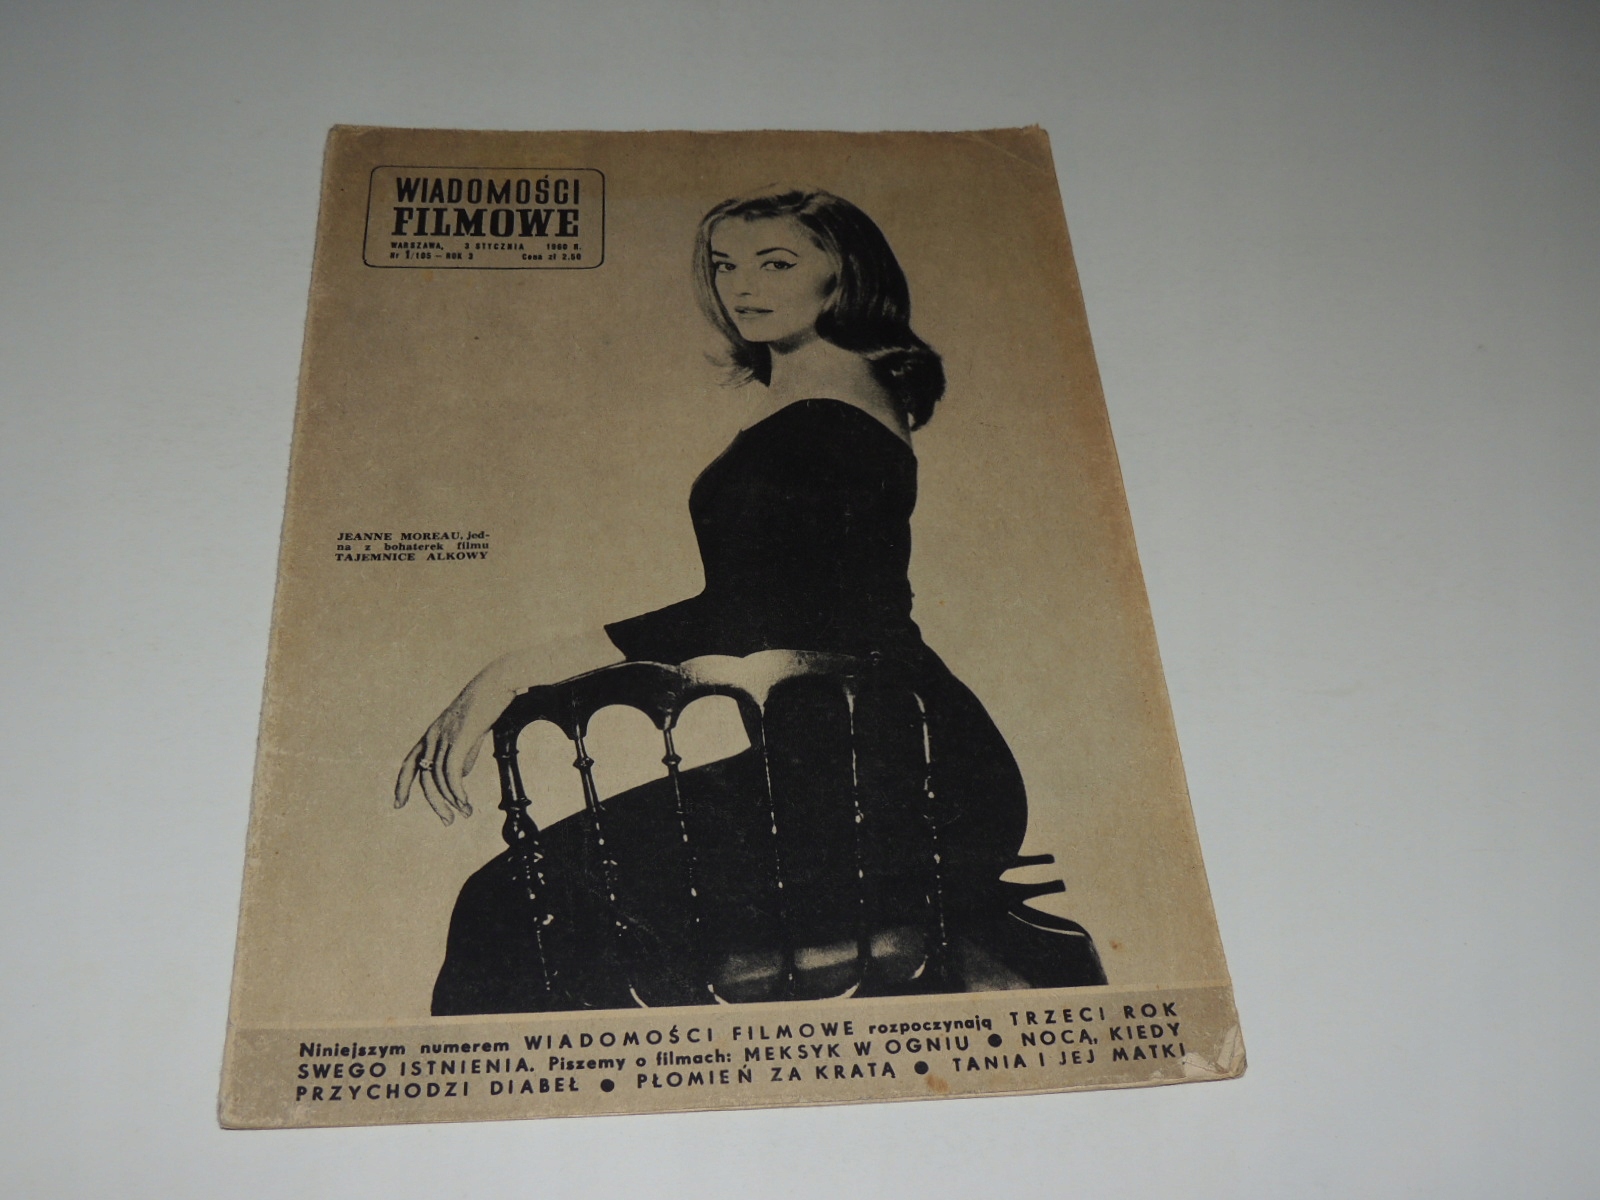 WIADOMOŚCI
FILMOWE
WARSZAWA, 3 STYCZNIA 1960 R.
Nr 1/105 — ROK 3 Cena zł 2.50
JEANNE MOREAU, jed-
na z bohaterek filmu
TAJEMNICE ALKOWY
Niniejszym numerem WIADOMOŚCI FILMOWE rozpoczynają TRZECI ROK
SWEGO ISTNIENIA. Piszemy o filmach: MEKSYK W OGNIU ● NOCĄ, KIEDY
PRZYCHODZI DIABEŁ ● PŁOMIEŃ ZA KRATĄ ● TANIA I JEJ MATKI